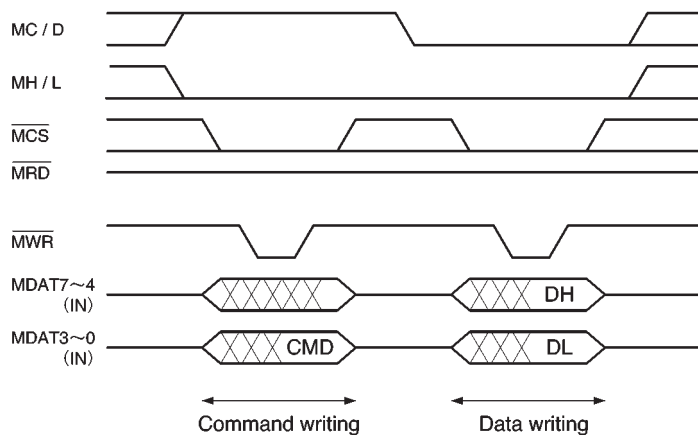 MC / D
MH / L
MCS
MRD
MWR
MDAT7～4
(IN)
DH
MDAT3～0
(IN)
CMD
DL
Command writing
Data writing